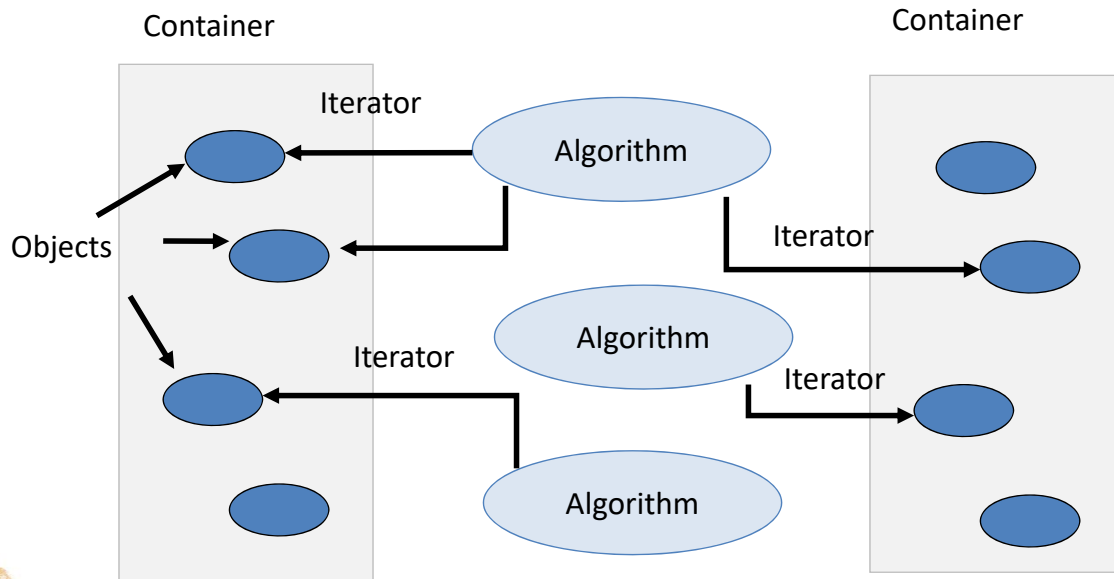 Container
Container
Iterator
Algorithm
Objects
Iterator
Algorithm
Iterator
Iterator
Algorithm